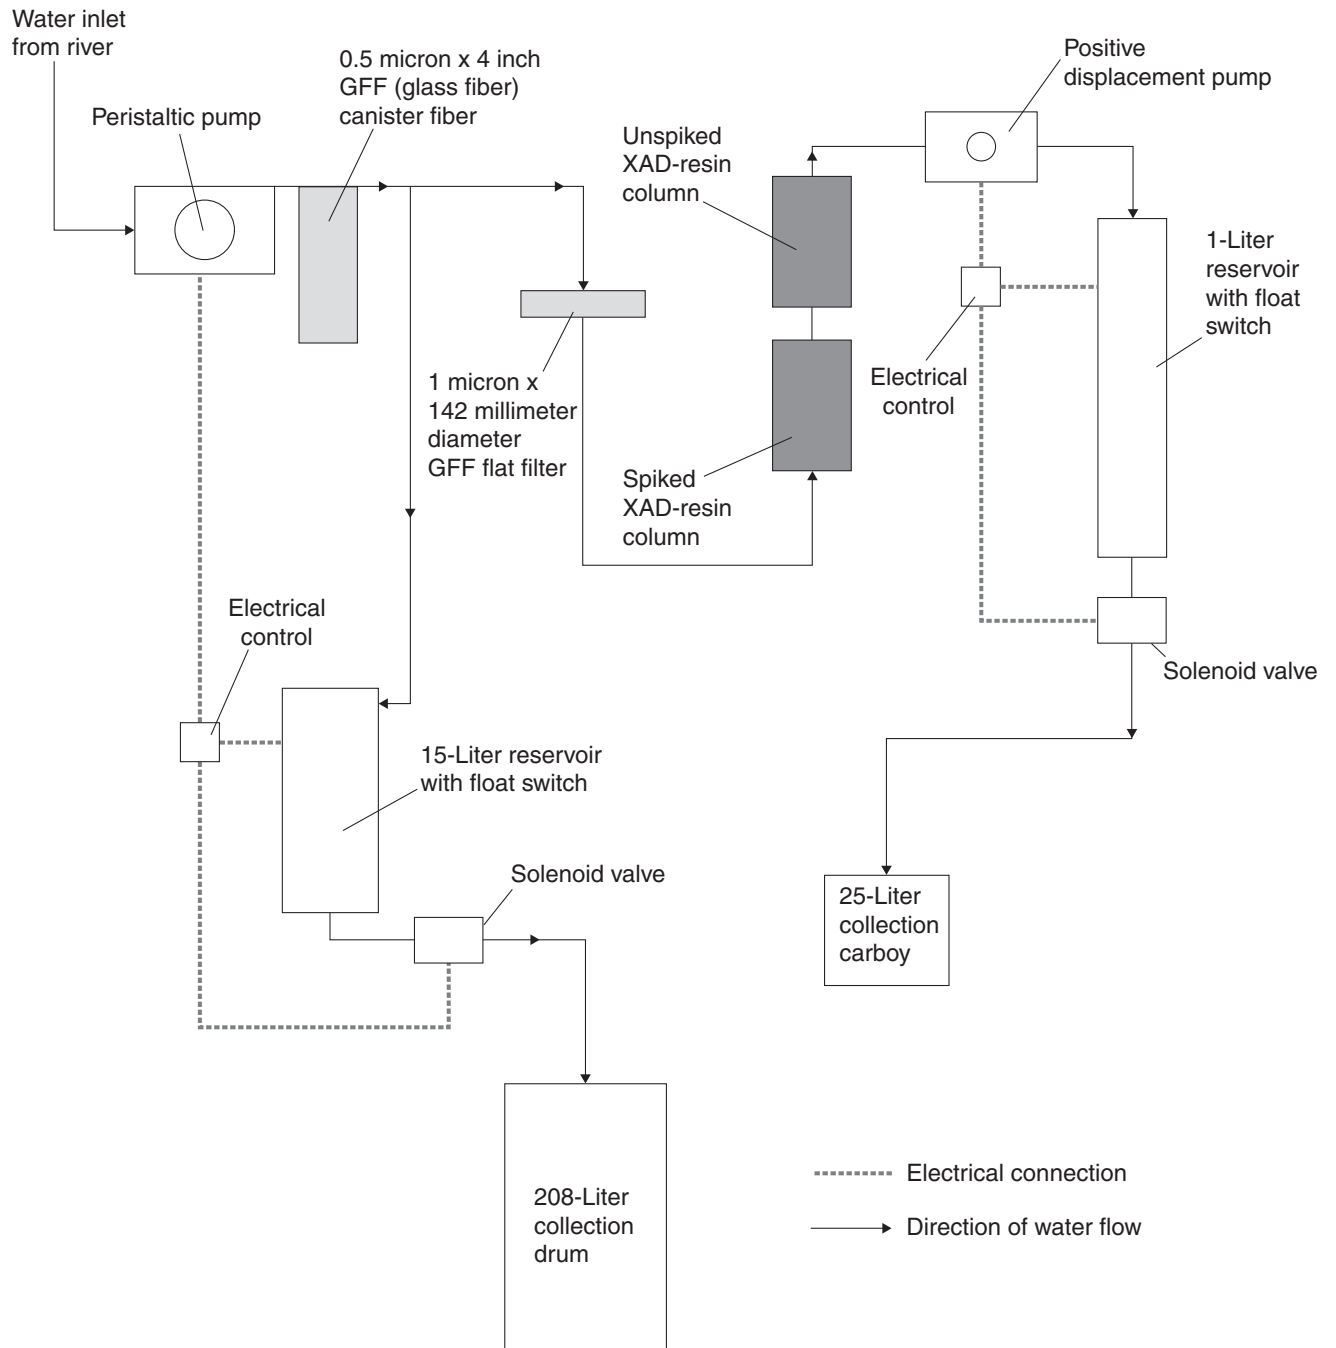 Water inlet
from river
Peristaltic pump
0.5 micron x 4 inch
GFF (glass fiber)
canister fiber
Unspiked
XAD-resin
column
Positive
displacement pump
1-Liter
reservoir
with float
switch
1 micron x
142 millimeter
diameter
GFF flat filter
Spiked
XAD-resin
column
Electrical
control
Electrical
control
Solenoid valve
15-Liter reservoir
with float switch
Solenoid valve
25-Liter
collection
carboy
208-Liter
collection
drum
Electrical connection
Direction of water flow